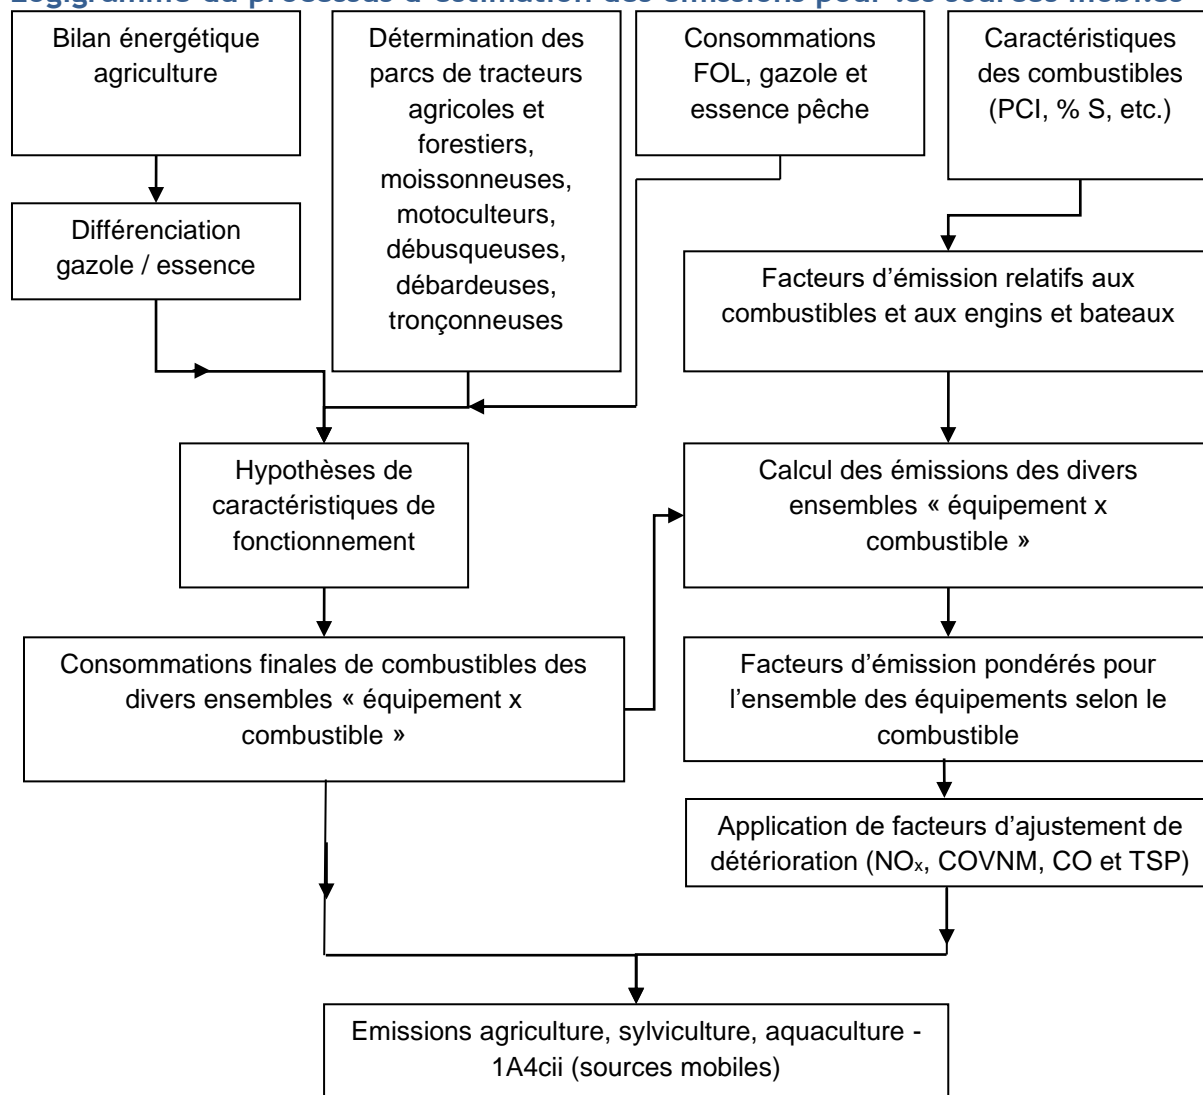 Logigramme du processus d'estimation des émissions pour les sources mobiles
Bilan énergétique
agriculture
Détermination des
parcs de tracteurs
agricoles et
forestiers,
moissonneuses,
motoculteurs,
débusqueuses,
débardeuses,
tronçonneuses
Consommations
FOL, gazole et
essence pêche
Caractéristiques
des combustibles
(PCI, % S, etc.)
Différenciation
gazole / essence
Facteurs d’émission relatifs aux
combustibles et aux engins et bateaux
Hypothèses de
caractéristiques de
fonctionnement
Calcul des émissions des divers
ensembles « équipement x
combustible »
Consommations finales de combustibles des
divers ensembles « équipement x
combustible »
Facteurs d’émission pondérés pour
l’ensemble des équipements selon le
combustible
Application de facteurs d’ajustement de
détérioration (NOx, COVNM, CO et TSP)
Emissions agriculture, sylviculture, aquaculture -
1A4cii (sources mobiles)